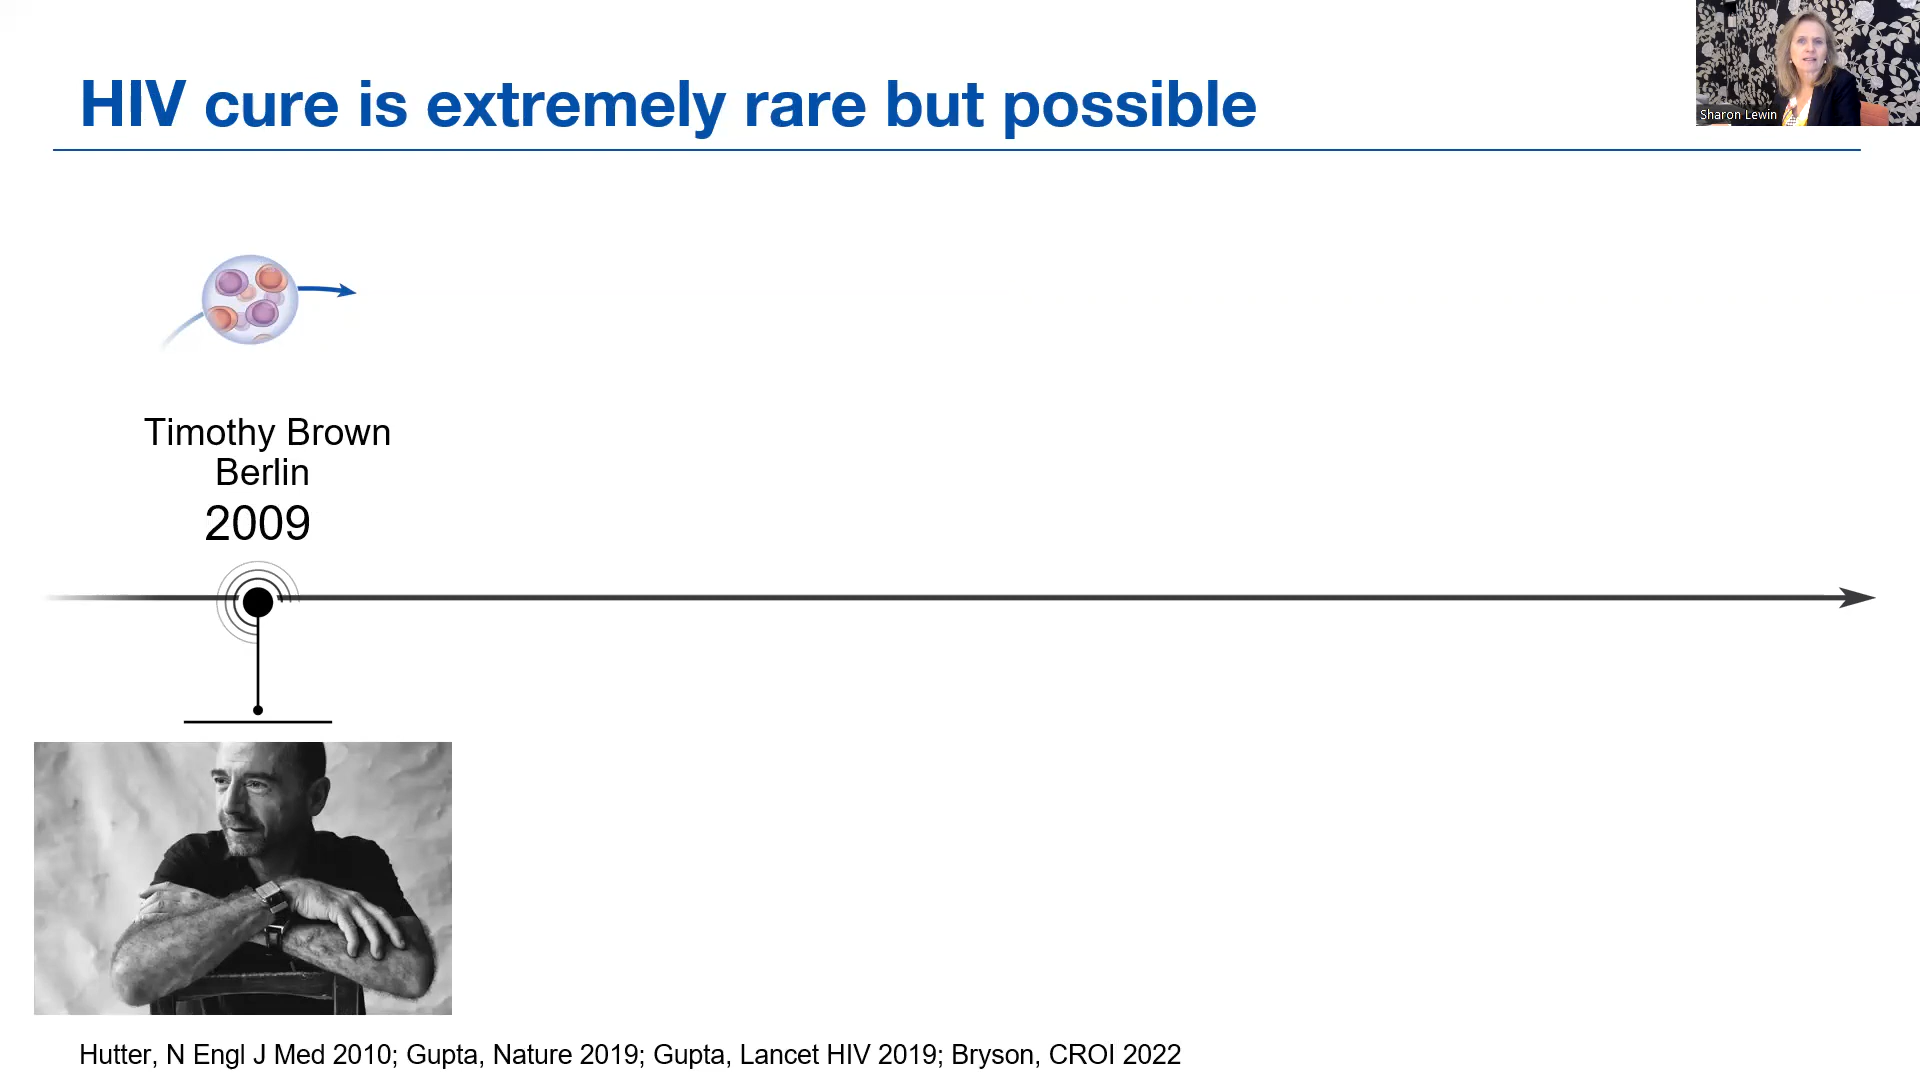 HIV cure is extremely rare but possible
Sharon Lewin
Timothy Brown
Berlin
2009
Hutter, N Engl J Med 2010; Gupta, Nature 2019; Gupta, Lancet HIV 2019; Bryson, CROI 2022